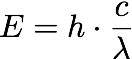 E = h · c/λ